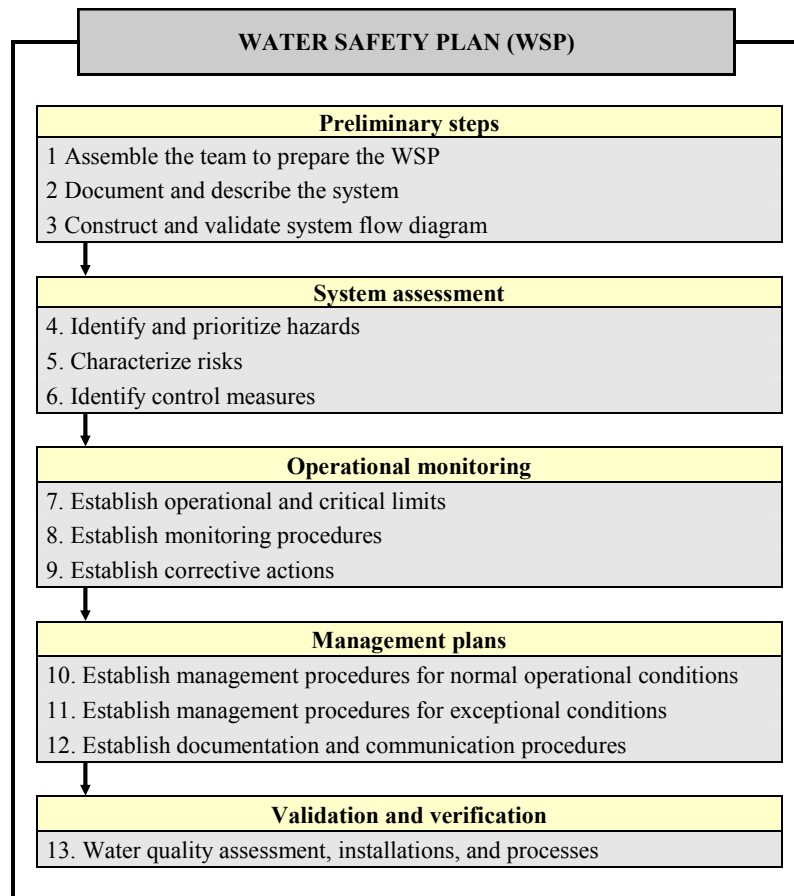 WATER SAFETY PLAN (WSP)
Preliminary steps
1 Assemble the team to prepare the WSP
2 Document and describe the system
3 Construct and validate system flow diagram
System assessment
4. Identify and prioritize hazards
5. Characterize risks
6. Identify control measures
Operational monitoring
7. Establish operational and critical limits
8. Establish monitoring procedures
9. Establish corrective actions
Management plans
10. Establish management procedures for normal operational conditions
11. Establish management procedures for exceptional conditions
12. Establish documentation and communication procedures
Validation and verification
13. Water quality assessment, installations, and processes